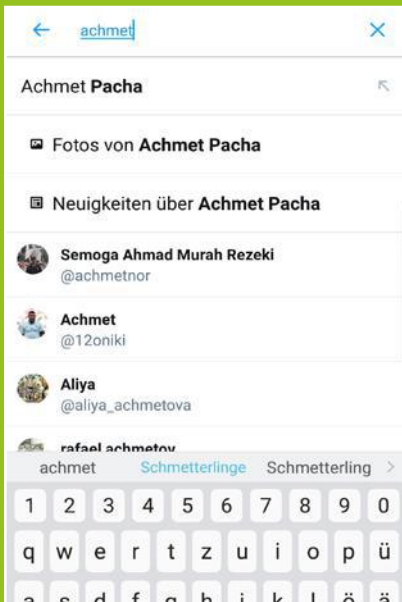 achmet
Achmet Pacha
Fotos von Achmet Pacha
Neuigkeiten über Achmet Pacha
Semoga Ahmad Murah Rezeki
@achmetnor
Achmet
@12oniki
Aliya
@aliya_achmetova
rafael achmetov
achmet Schmetterlinge Schmetterling
1 2 3 4 5 6 7 8 9 0
q w e r t z u i o p ü
a s d f g h j k l ö ä